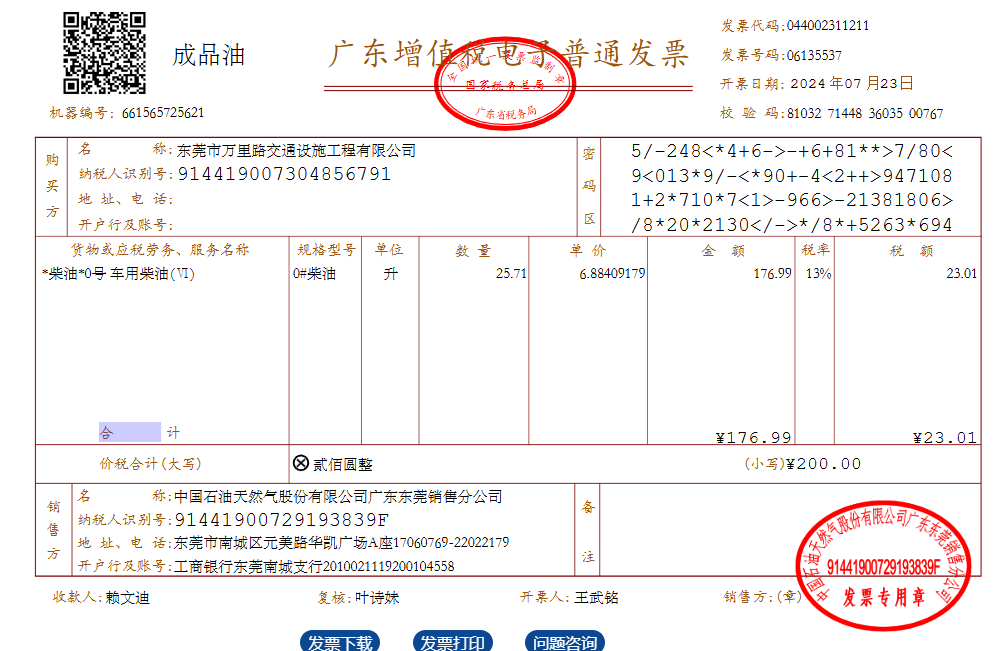 成品油
广东增值税电子普通发票
全国统一发票监制章
国家税务总局
广东省税务局
发票代码:044002311211
发票号码:06135537
开票日期: 2024 年07 月23日
机器编号: 661565725621
校 验 码:81032 71448 36035 00767
购买方
名 称:东莞市万里路交通设施工程有限公司
纳税人识别号:914419007304856791
地 址、电 话:
开户行及账号:
密码区
5/-248<*4+6->-+6+81**>7/80<
9<013*9/-<*90+-4<2++>947108
1+2*710*7<1>-966>-21381806>
/8*20*2130</->*/8*+5263*694
货物或应税劳务、服务名称 规格型号 单位 数 量 单 价 金 额 税率 税 额
*柴油*0号 车用柴油(Ⅵ) 0#柴油 升 25.71 6.88409179 176.99 13% 23.01
合 计 ¥176.99 ¥23.01
价税合计(大写) ⊗贰佰圆整 (小写)¥200.00
销售方
名 称:中国石油天然气股份有限公司广东东莞销售分公司
纳税人识别号:91441900729193839F
地 址、电 话:东莞市南城区元美路华凯广场A座17060769-22022179
开户行及账号:工商银行东莞南城支行2010021119200104558
备注
中国石油天然气股份有限公司广东东莞销售分公司
91441900729193839F
发票专用章
收款人:赖文迪 复核:叶诗妹 开票人:王武铭 销售方:(章)
发票下载 发票打印 问题咨询